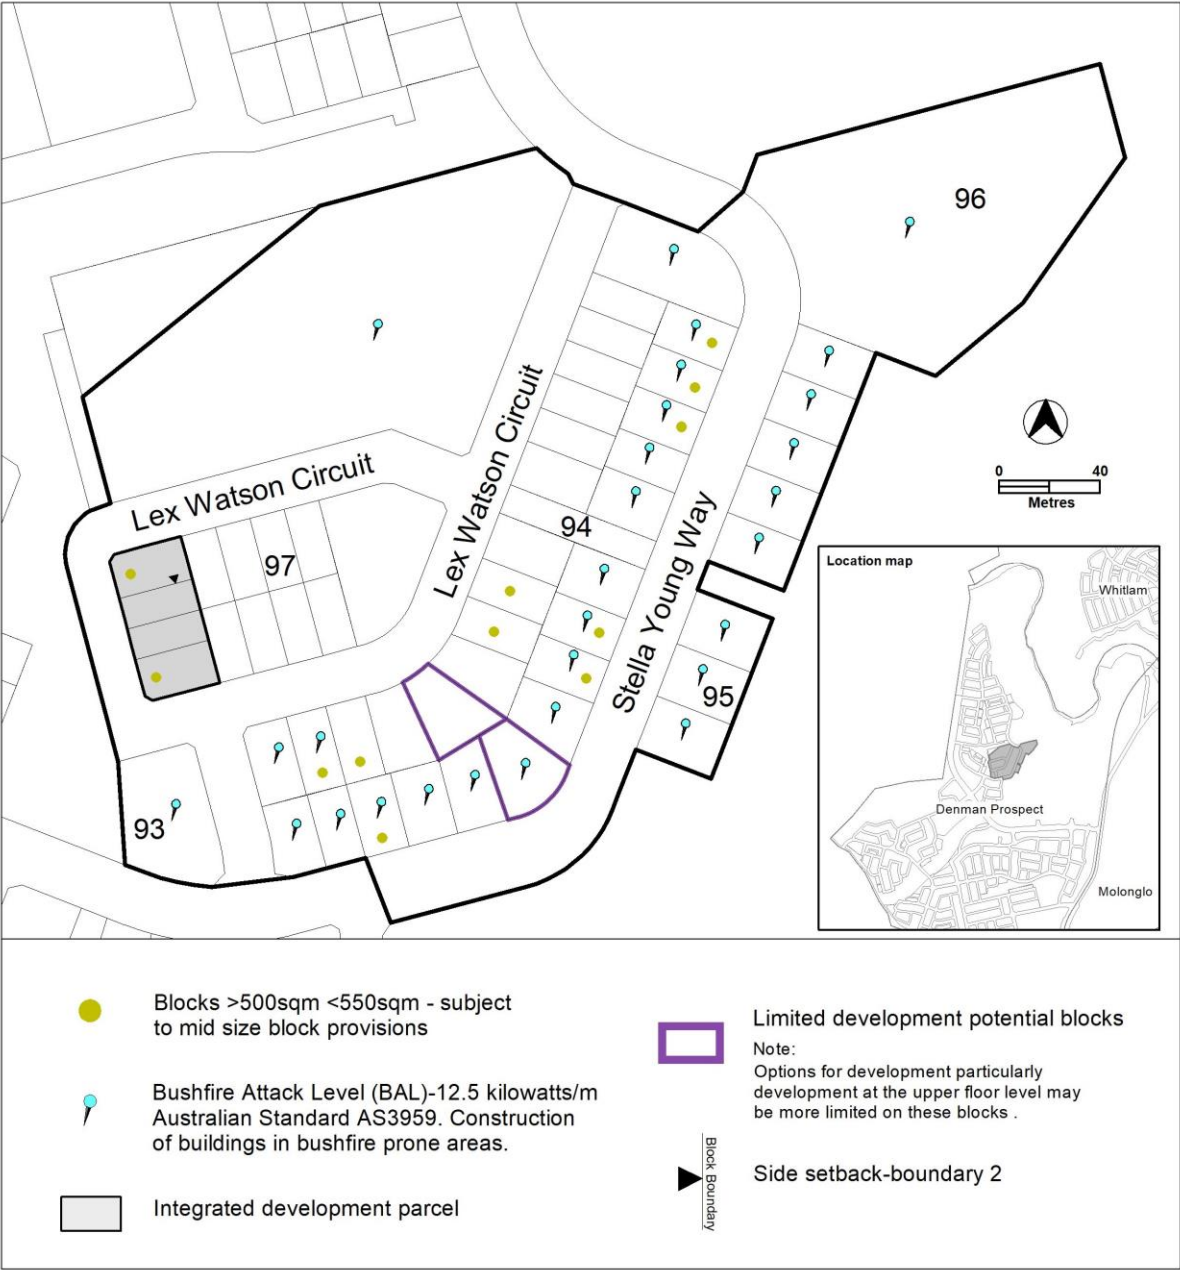 96
Lex Watson Circuit
0 40
Metres
Lex Watson Circuit
94
Stella Young Way
97
95
93
Location map
Whitlam
Denman Prospect
Molonglo
Blocks >500sqm <550sqm - subject
to mid size block provisions
Bushfire Attack Level (BAL)-12.5 kilowatts/m
Australian Standard AS3959. Construction
of buildings in bushfire prone areas.
Integrated development parcel
Limited development potential blocks
Note:
Options for development particularly
development at the upper floor level may
be more limited on these blocks .
Block Boundary
Side setback-boundary 2